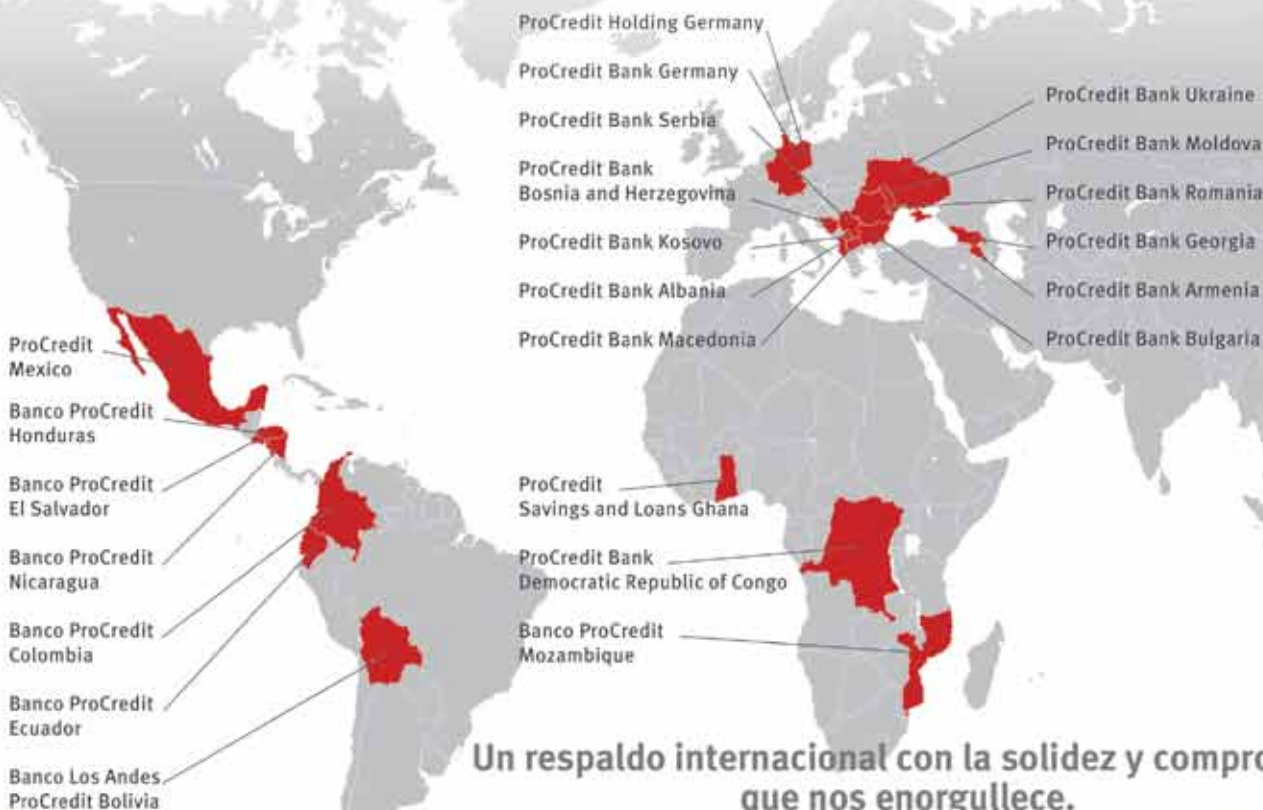 ProCredit Holding Germany
ProCredit Bank Germany
ProCredit Bank Serbia
ProCredit Bank
Bosnia and Herzegovina
ProCredit Bank Kosovo
ProCredit Bank Albania
ProCredit Bank Macedonia
ProCredit Bank Ukraine
ProCredit Bank Moldova
ProCredit Bank Romania
ProCredit Bank Georgia
ProCredit Bank Armenia
ProCredit Bank Bulgaria
ProCredit
Mexico
Banco ProCredit
Honduras
Banco ProCredit
El Salvador
Banco ProCredit
Nicaragua
Banco ProCredit
Colombia
Banco ProCredit
Ecuador
Banco Los Andes
ProCredit Bolivia
ProCredit
Savings and Loans Ghana
ProCredit Bank
Democratic Republic of Congo
Banco ProCredit
Mozambique
Un respaldo internacional con la solidez y compro
que nos enorgullece.